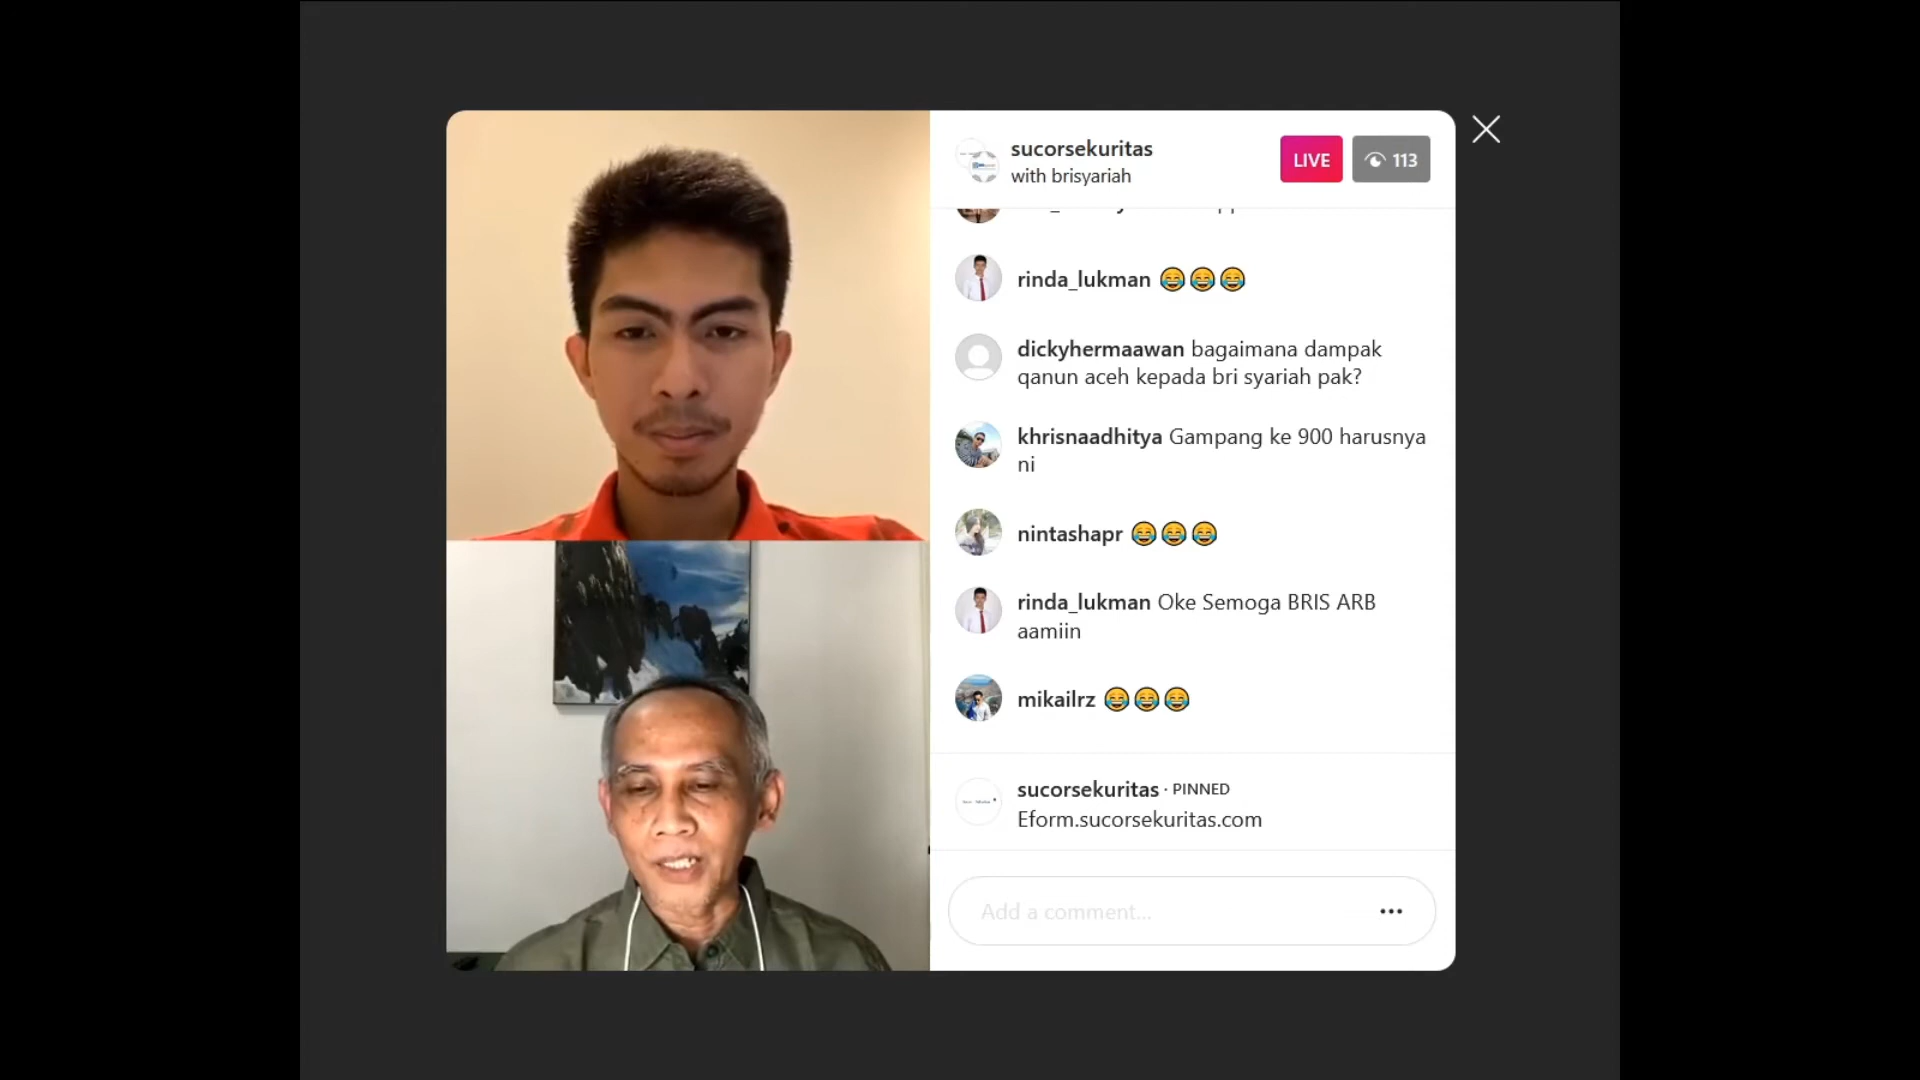 sucorsekuritas
with brisyariah
LIVE
113
rinda_lukman 😂😂😂
dickyhermaawan bagaimana dampak
qanun aceh kepada bri syariah pak?
khrisnaadhitya Gampang ke 900 harusnya
ni
nintashapr 😂😂😂
rinda_lukman Oke Semoga BRIS ARB
aamiin
mikailrz 😂😂😂
sucorsekuritas · PINNED
Eform.sucorsekuritas.com
Add a comment...